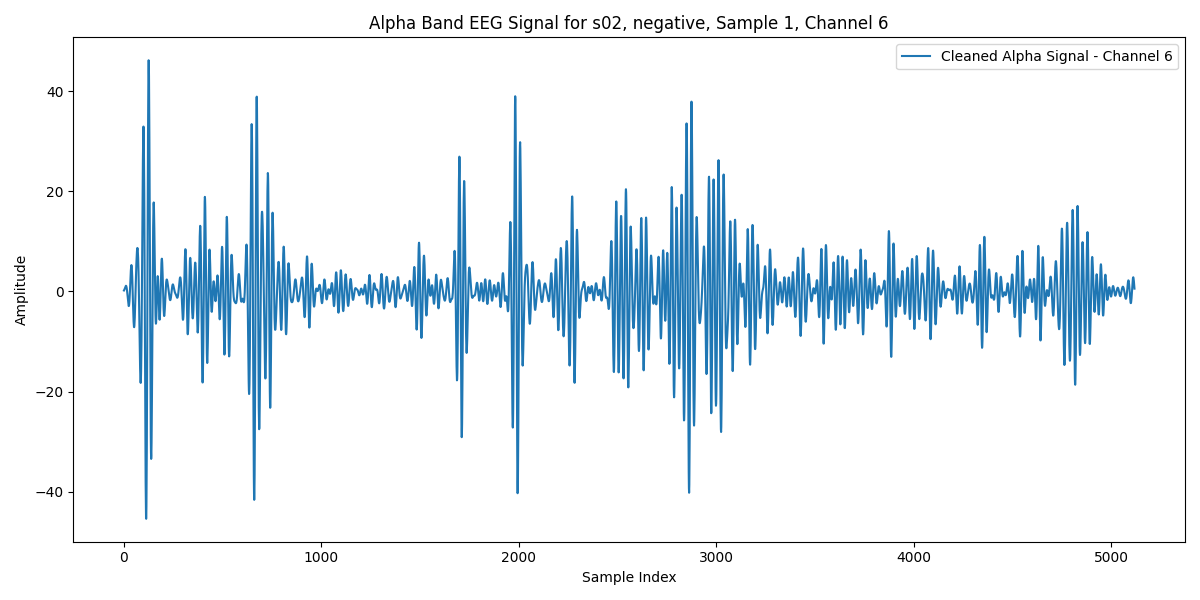 Alpha Band EEG Signal for s02, negative, Sample 1, Channel 6
Cleaned Alpha Signal - Channel 6
Amplitude
40
20
0
−20
−40
0 1000 2000 3000 4000 5000
Sample Index